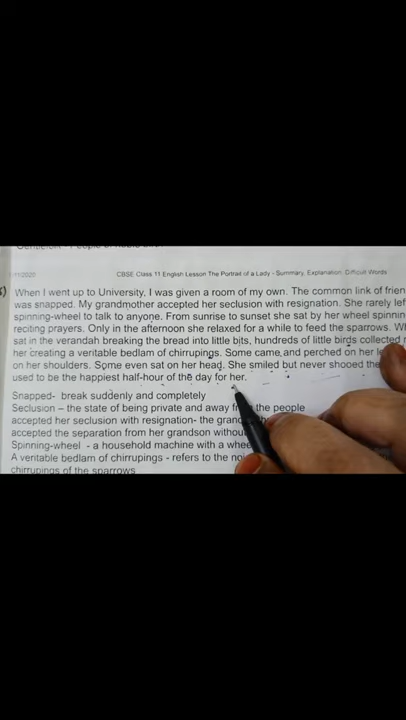 /11/2020 CBSE Class 11 English Lesson The Portrait of a Lady - Summary, Explanation, Difficult Words
) When I went up to University, I was given a room of my own. The common link of frien
was snapped. My grandmother accepted her seclusion with resignation. She rarely left
spinning-wheel to talk to anyone. From sunrise to sunset she sat by her wheel spinnin
reciting prayers. Only in the afternoon she relaxed for a while to feed the sparrows. W
sat in the verandah breaking the bread into little bits, hundreds of little birds collected
her creating a veritable bedlam of chirrupings. Some came and perched on her le
on her shoulders. Some even sat on her head. She smiled but never shooed the
used to be the happiest half-hour of the day for her.
Snapped- break suddenly and completely
Seclusion – the state of being private and away from the people
accepted her seclusion with resignation- the grand
accepted the separation from her grandson withou
Spinning-wheel - a household machine with a whee
A veritable bedlam of chirrupings - refers to the noi
chirrupings of the sparrows